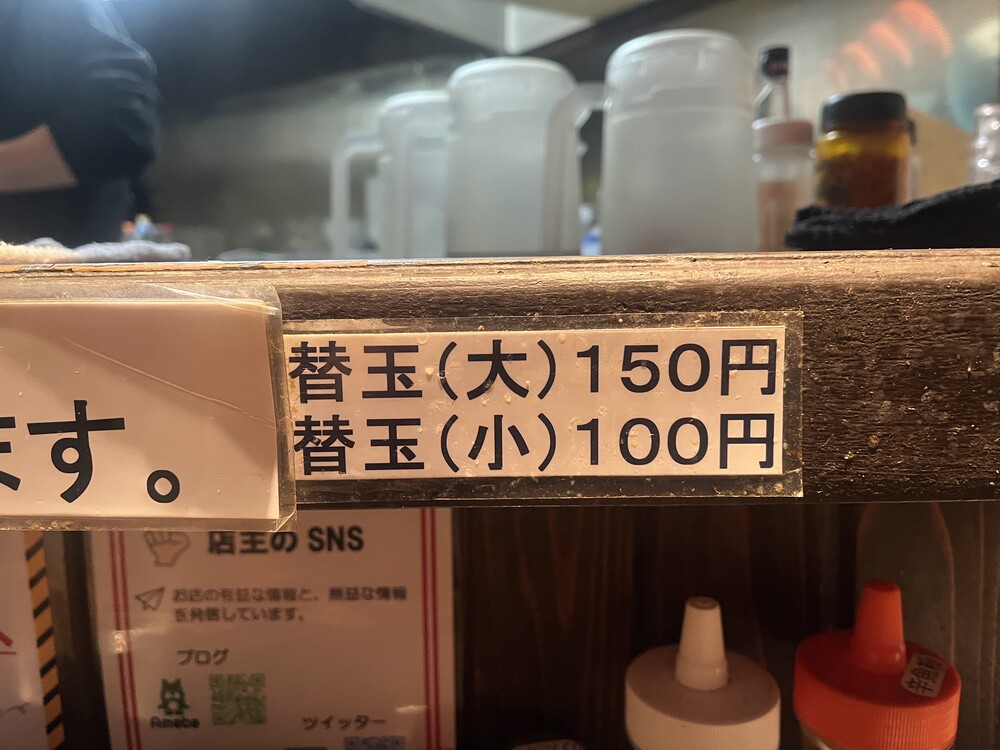 ます。
替玉(大)150円
替玉(小)100円
店主の SNS
お店の有益な情報と、無益な情報
を発信しています。
ブログ
Ameba
ツイッター